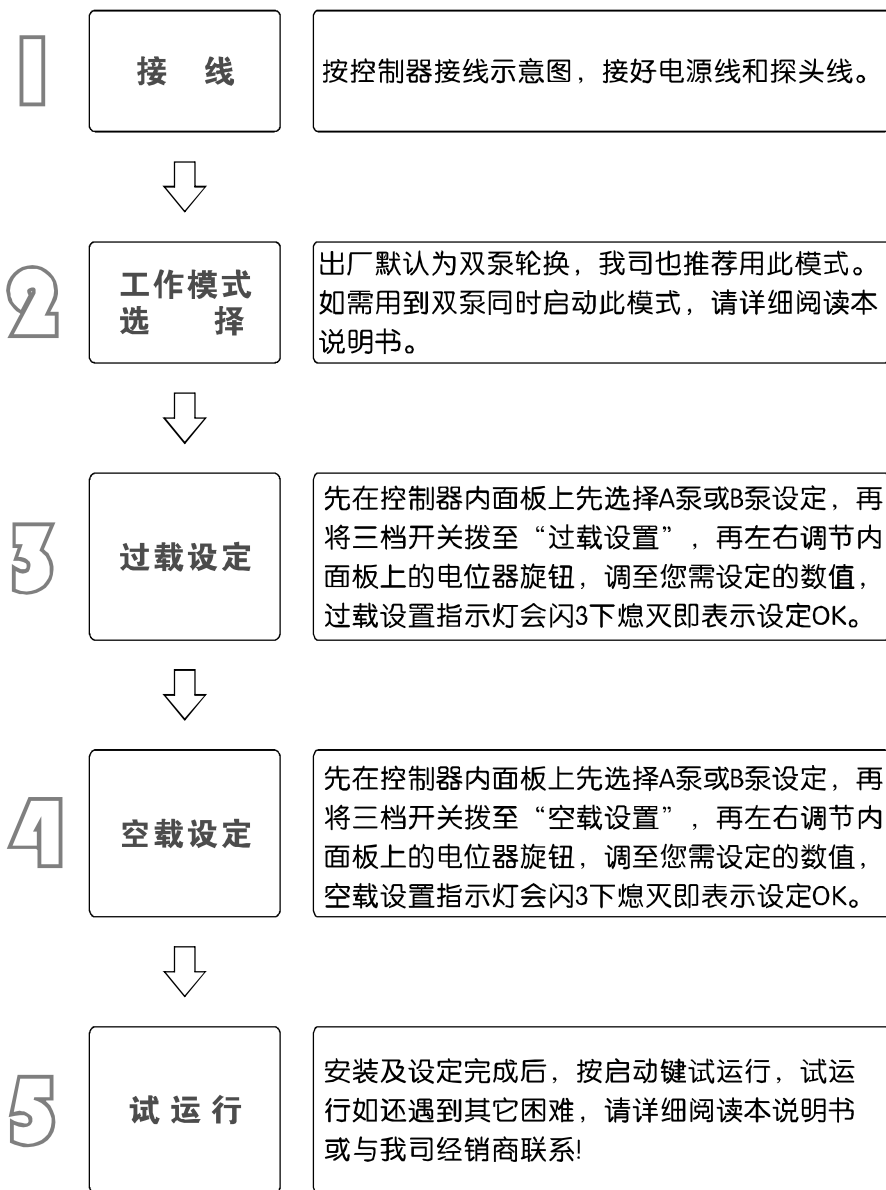 1
接 线
按控制器接线示意图，接好电源线和探头线。
2
工作模式
选 择
出厂默认为双泵轮换，我司也推荐用此模式。
如需用到双泵同时启动此模式，请详细阅读本
说明书。
3
过载设定
先在控制器内面板上先选择A泵或B泵设定，再
将三档开关拨至“过载设置”，再左右调节内
面板上的电位器旋钮，调至您需设定的数值，
过载设置指示灯会闪3下熄灭即表示设定OK。
4
空载设定
先在控制器内面板上先选择A泵或B泵设定，再
将三档开关拨至“空载设置”，再左右调节内
面板上的电位器旋钮，调至您需设定的数值，
空载设置指示灯会闪3下熄灭即表示设定OK。
5
试运行
安装及设定完成后，按启动键试运行，试运
行如还遇到其它困难，请详细阅读本说明书
或与我司经销商联系!